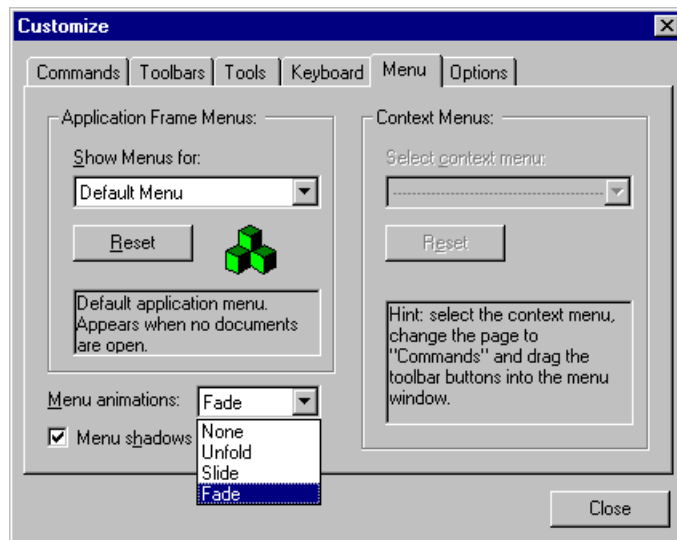 Customize
Commands
Toolbars
Tools
Keyboard
Menu
Options
Application Frame Menus:
Show Menus for:
Default Menu
Reset
Default application menu.
Appears when no documents
are open.
Menu animations:
Fade
None
Unfold
Slide
Fade
Menu shadows
Context Menus:
Select context menu:
Reset
Hint: select the context menu,
change the page to
"Commands" and drag the
toolbar buttons into the menu
window.
Close